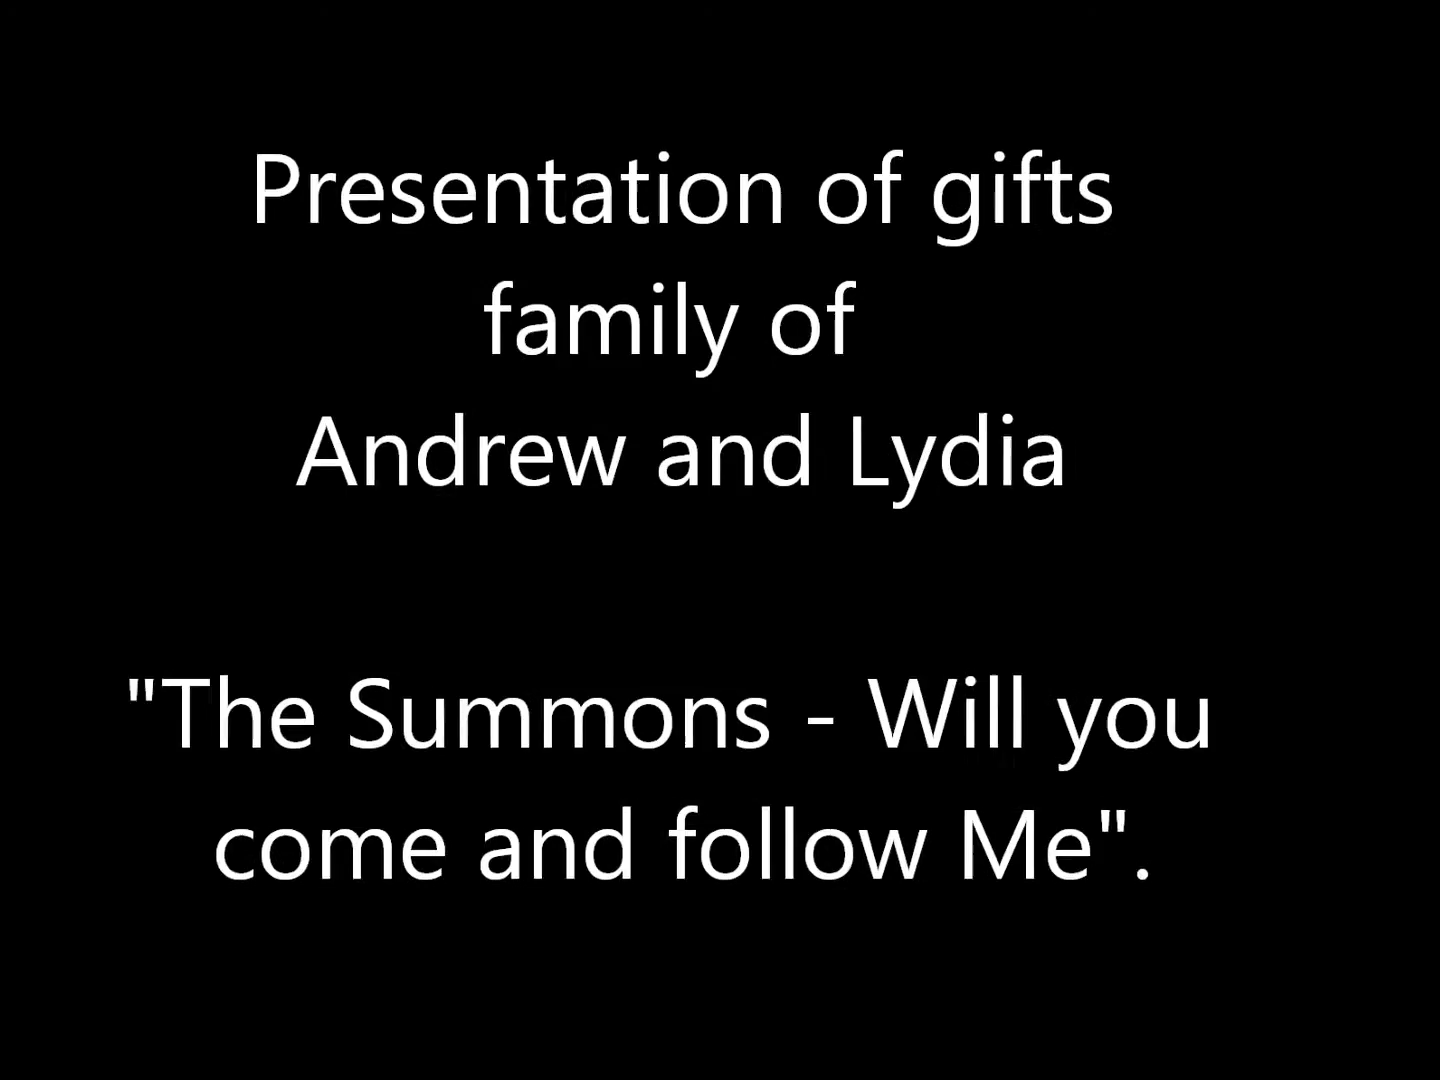 Presentation of gifts
family of
Andrew and Lydia
"The Summons - Will you
come and follow Me".